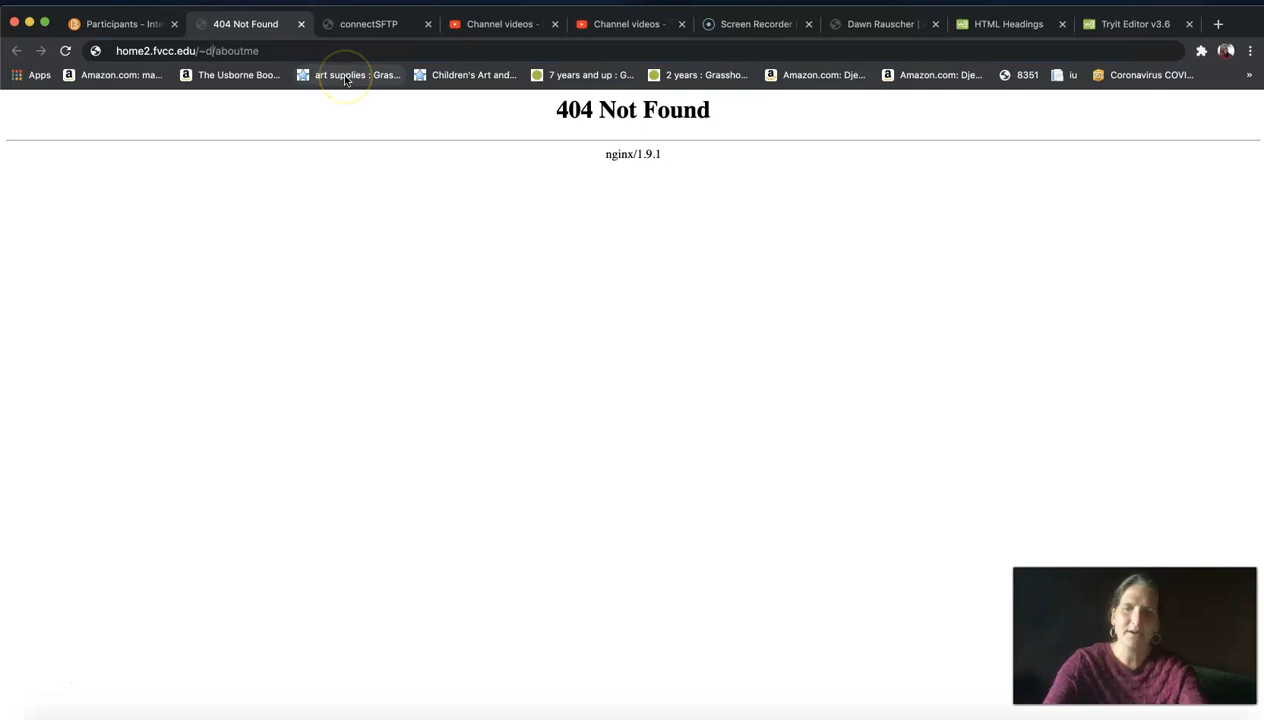 Participants - Inte
404 Not Found
connectSFTP
Channel videos -
Channel videos -
Screen Recorder |
Dawn Rauscher | A
HTML Headings
Tryit Editor v3.6
home2.fvcc.edu/~d/aboutme
Apps
Amazon.com: ma...
The Usborne Boo...
art supplies : Gras...
Children's Art and...
7 years and up : G...
2 years : Grassho...
Amazon.com: Dje...
Amazon.com: Dje...
8351
iu
Coronavirus COVI...
»
404 Not Found
nginx/1.9.1